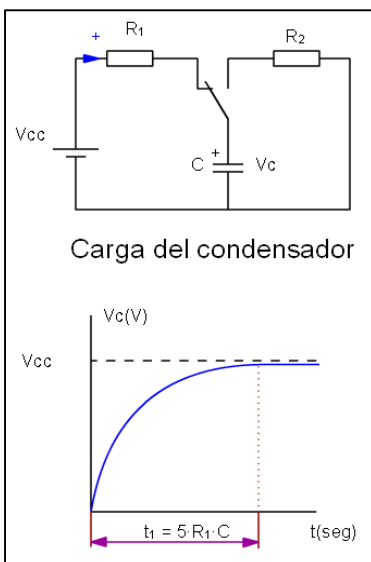 + R₁ R₂
Vcc C + Vc
Carga del condensador
Vc(V)
Vcc
t₁ = 5·R₁·C t(seg)